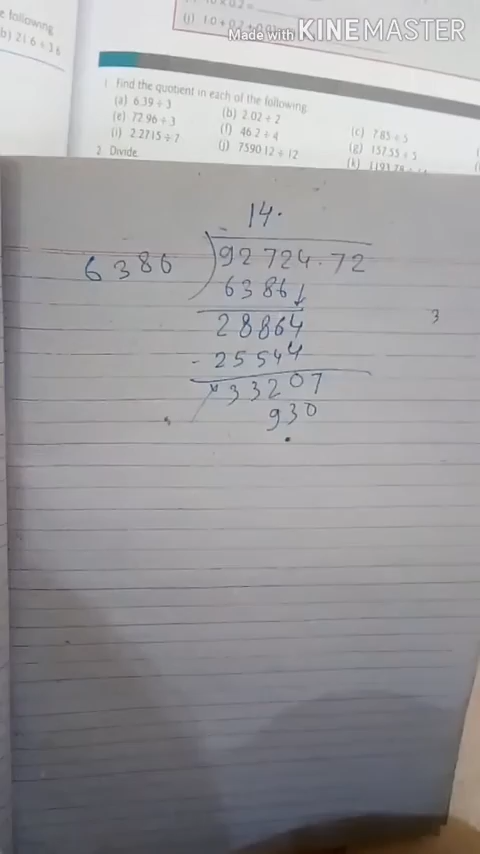 e following
b) 21.6 ÷ 3.6
(j) 1.0 + 0.2 + 0.03
Made with KINEMASTER
1 Find the quotient in each of the following
(a) 6.39 ÷ 3
(b) 2.02 ÷ 2
(c) 7.85 ÷ 5
(e) 72.96 ÷ 3
(f) 46.2 ÷ 4
(g) 157.55 ÷ 5
(i) 2.2715 ÷ 7
(j) 7590.12 ÷ 12
(k) 1193.78 ÷
2 Divide
14.
6386 )92724.72
6386↓
28864
3
- 25544
33207
930